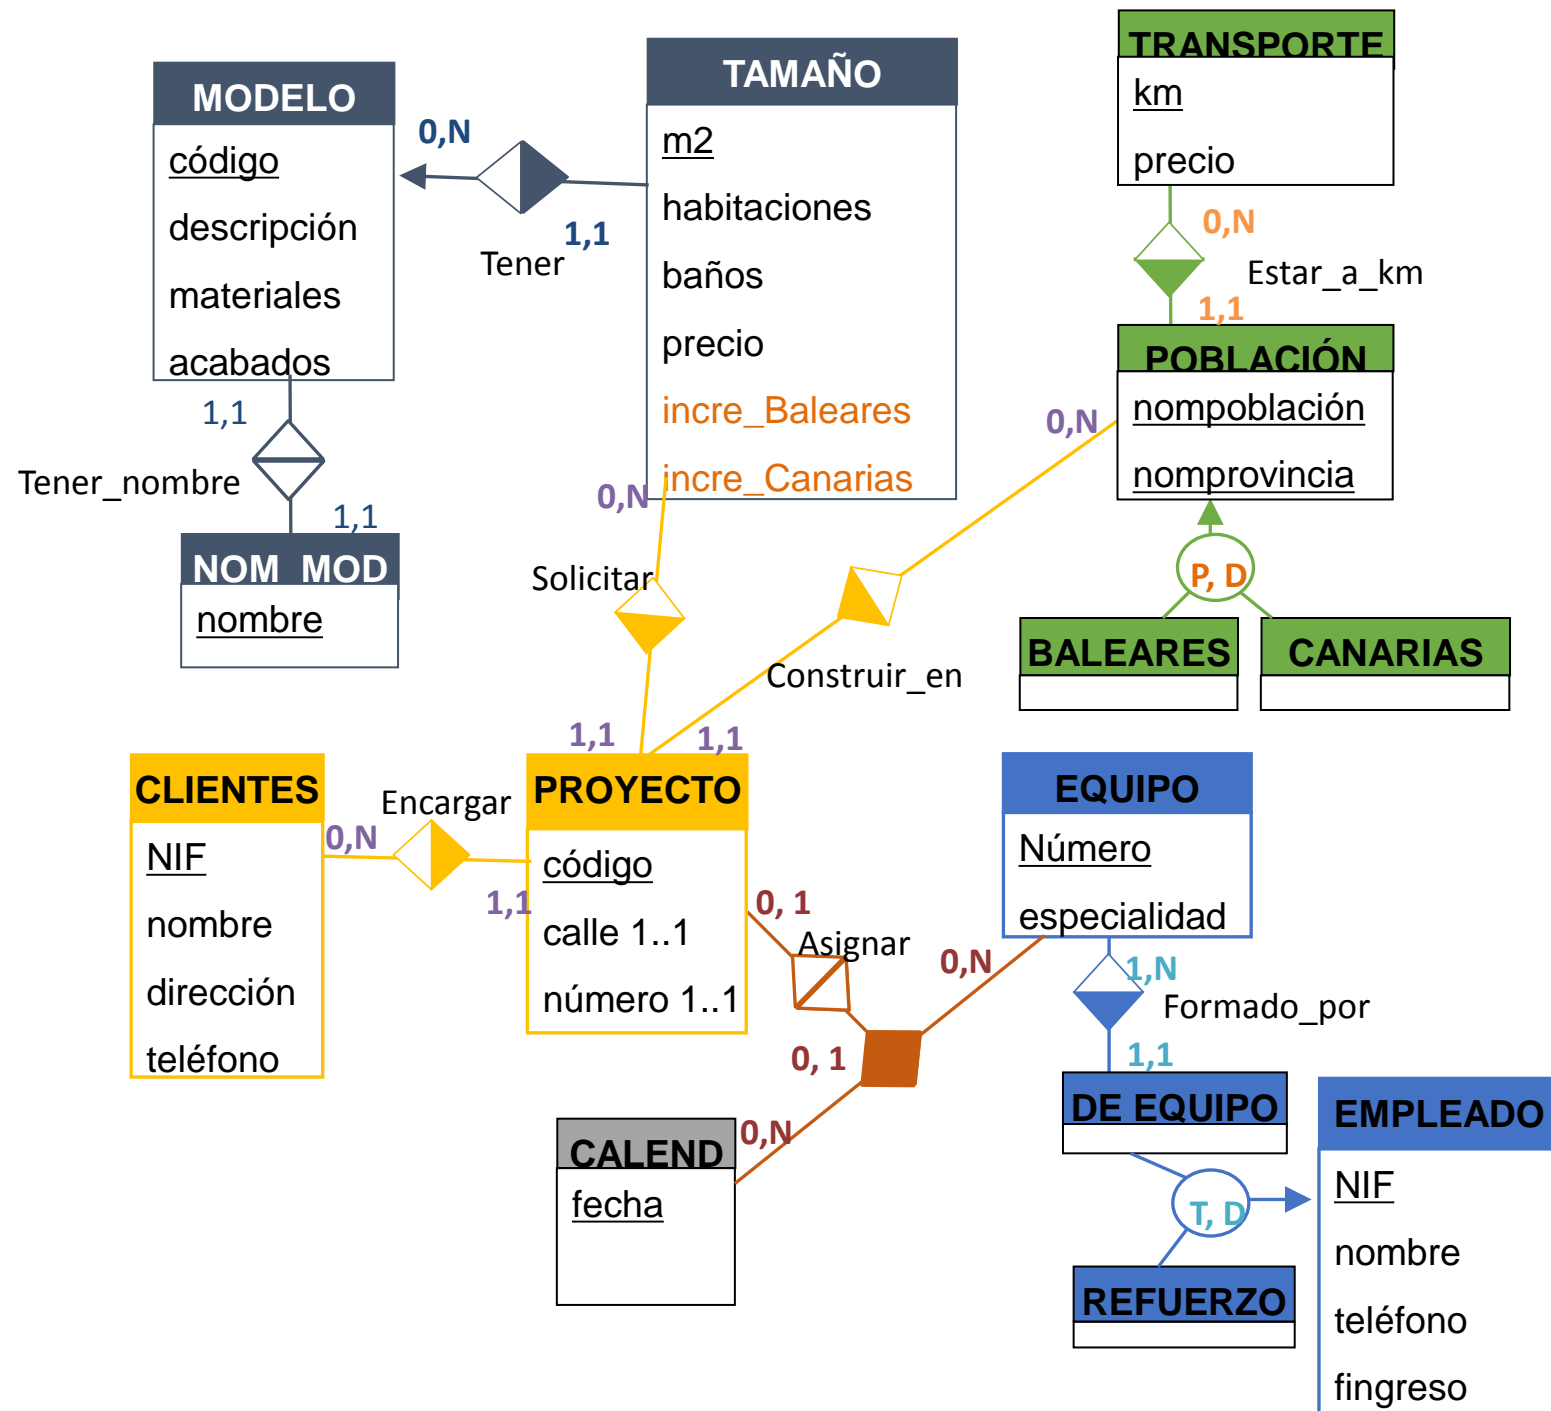 TRANSPORTE
km
precio
0,N
Estar_a_km
1,1
POBLACIÓN
nompoblación
nomprovincia
P, D
BALEARES
CANARIAS
MODELO
código
descripción
materiales
acabados
0,N
1,1
Tener
TAMAÑO
m2
habitaciones
baños
precio
incre_Baleares
incre_Canarias
1,1
Tener_nombre
1,1
NOM_MOD
nombre
0,N
Solicitar
1,1
0,N
Construir_en
1,1
CLIENTES
NIF
nombre
dirección
teléfono
Encargar
0,N
1,1
PROYECTO
código
calle 1..1
número 1..1
0, 1
Asignar
0,N
0, 1
0,N
CALEND
fecha
EQUIPO
Número
especialidad
1,N
Formado_por
1,1
DE EQUIPO
T, D
REFUERZO
EMPLEADO
NIF
nombre
teléfono
fingreso